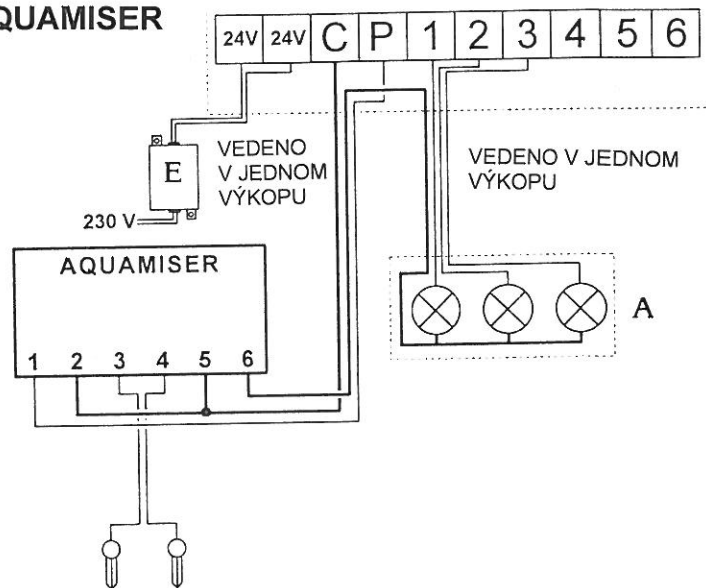 QUAMISER
24V 24V C P 1 2 3 4 5 6
E
VEDENO
V JEDNOM
VÝKOPU
VEDENO V JEDNOM
VÝKOPU
230 V
AQUAMISER
A
1 2 3 4 5 6